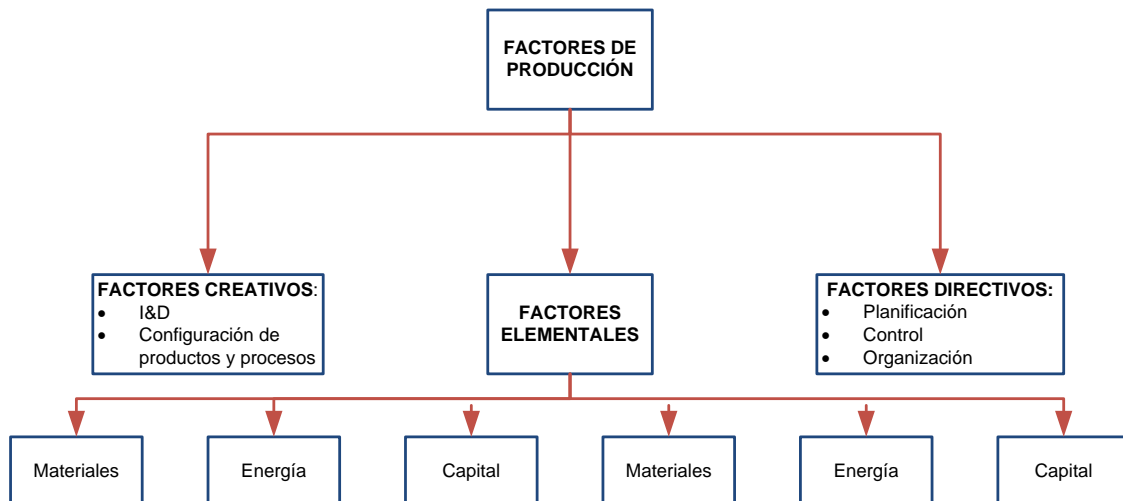 FACTORES DE
PRODUCCIÓN
FACTORES CREATIVOS:
• I&D
• Configuración de
productos y procesos
FACTORES
ELEMENTALES
FACTORES DIRECTIVOS:
• Planificación
• Control
• Organización
Materiales
Energía
Capital
Materiales
Energía
Capital